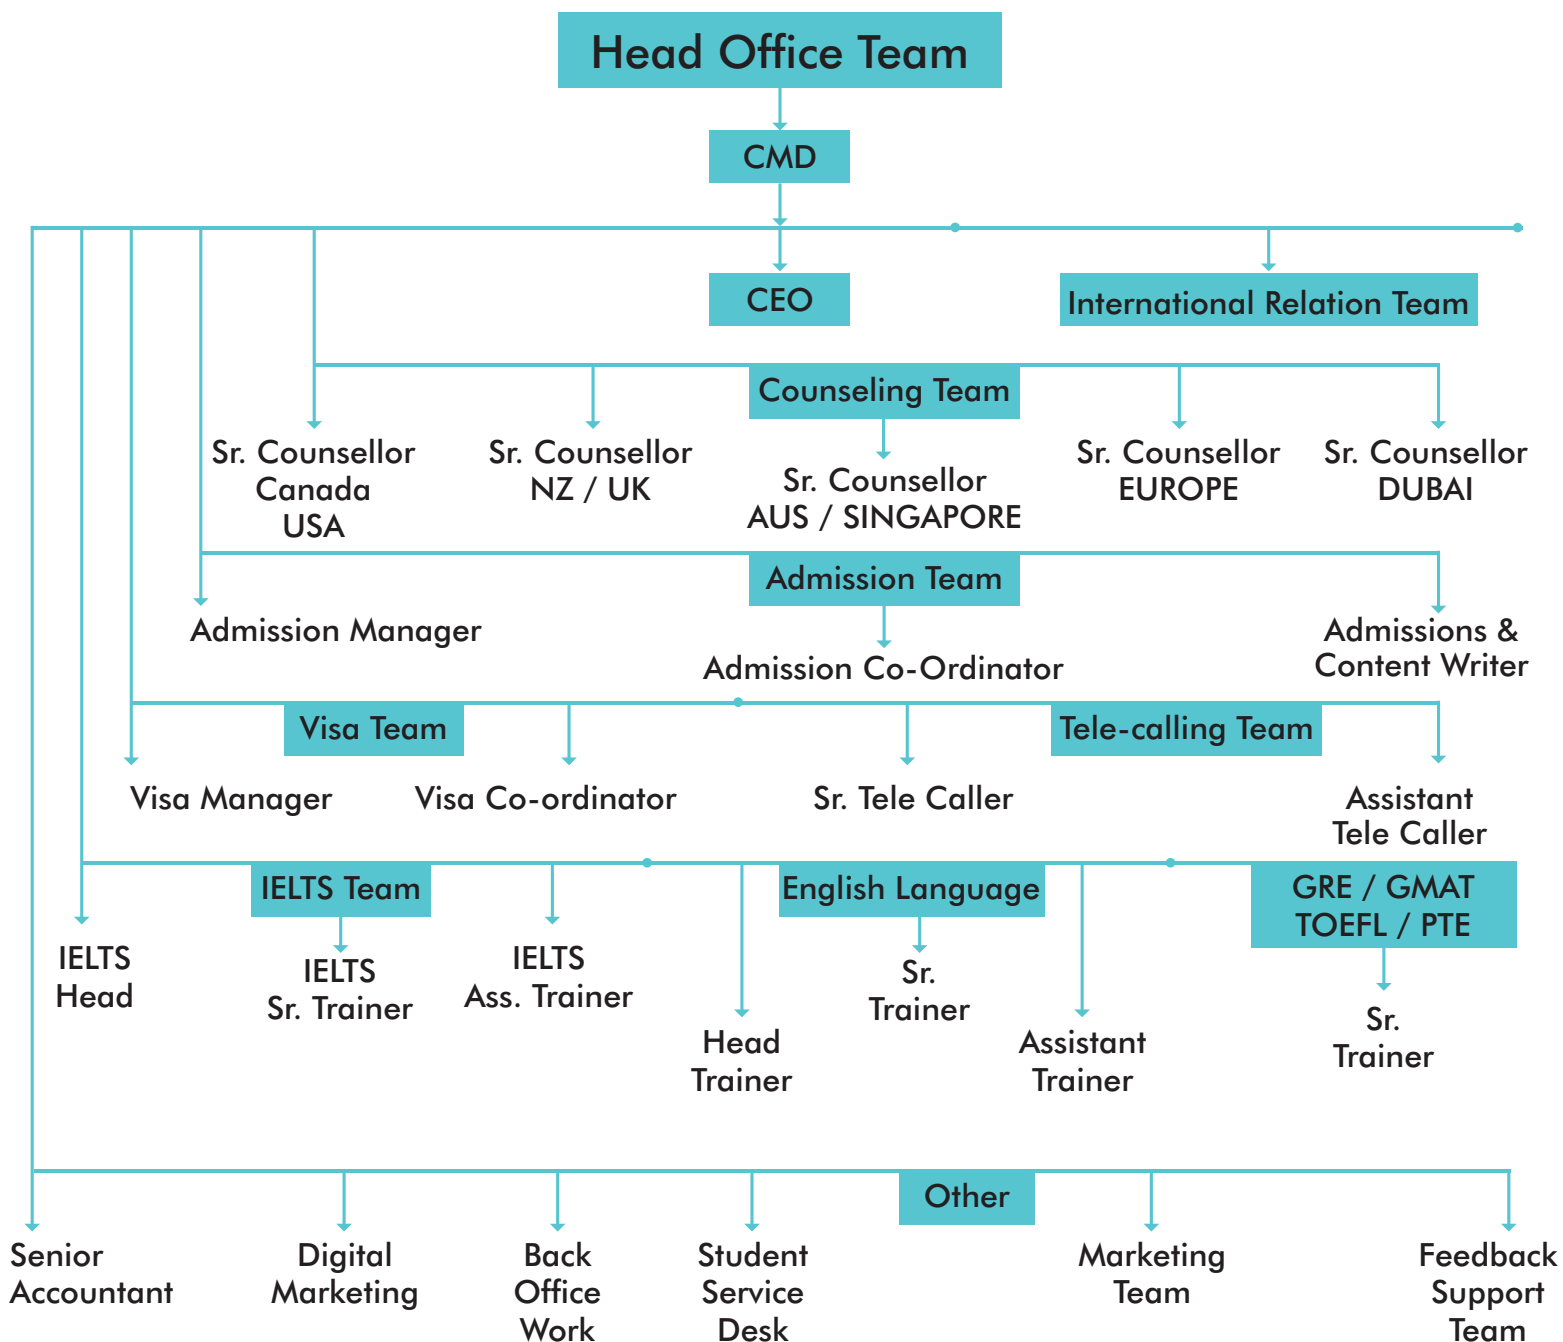 Head Office Team
CMD
CEO
International Relation Team
Counseling Team
Sr. Counsellor
Canada
USA
Sr. Counsellor
NZ / UK
Sr. Counsellor
AUS / SINGAPORE
Sr. Counsellor
EUROPE
Sr. Counsellor
DUBAI
Admission Team
Admission Manager
Admission Co-Ordinator
Admissions &
Content Writer
Visa Team
Tele-calling Team
Visa Manager
Visa Co-ordinator
Sr. Tele Caller
Assistant
Tele Caller
IELTS Team
English Language
GRE / GMAT
TOEFL / PTE
IELTS
Head
IELTS
Sr. Trainer
IELTS
Ass. Trainer
Head
Trainer
Sr.
Trainer
Assistant
Trainer
Sr.
Trainer
Other
Senior
Accountant
Digital
Marketing
Back
Office
Work
Student
Service
Desk
Marketing
Team
Feedback
Support
Team